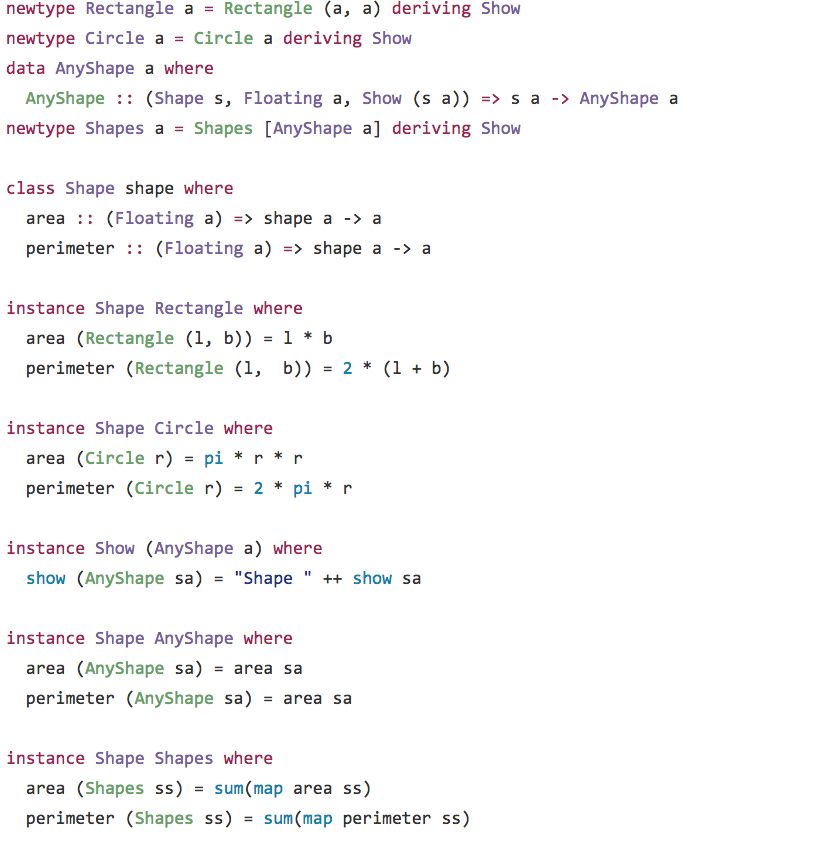 newtype Rectangle a = Rectangle (a, a) deriving Show
newtype Circle a = Circle a deriving Show
data AnyShape a where
  AnyShape :: (Shape s, Floating a, Show (s a)) => s a -> AnyShape a
newtype Shapes a = Shapes [AnyShape a] deriving Show

class Shape shape where
  area :: (Floating a) => shape a -> a
  perimeter :: (Floating a) => shape a -> a

instance Shape Rectangle where
  area (Rectangle (l, b)) = l * b
  perimeter (Rectangle (l,  b)) = 2 * (l + b)

instance Shape Circle where
  area (Circle r) = pi * r * r
  perimeter (Circle r) = 2 * pi * r

instance Show (AnyShape a) where
  show (AnyShape sa) = "Shape " ++ show sa

instance Shape AnyShape where
  area (AnyShape sa) = area sa
  perimeter (AnyShape sa) = area sa

instance Shape Shapes where
  area (Shapes ss) = sum(map area ss)
  perimeter (Shapes ss) = sum(map perimeter ss)